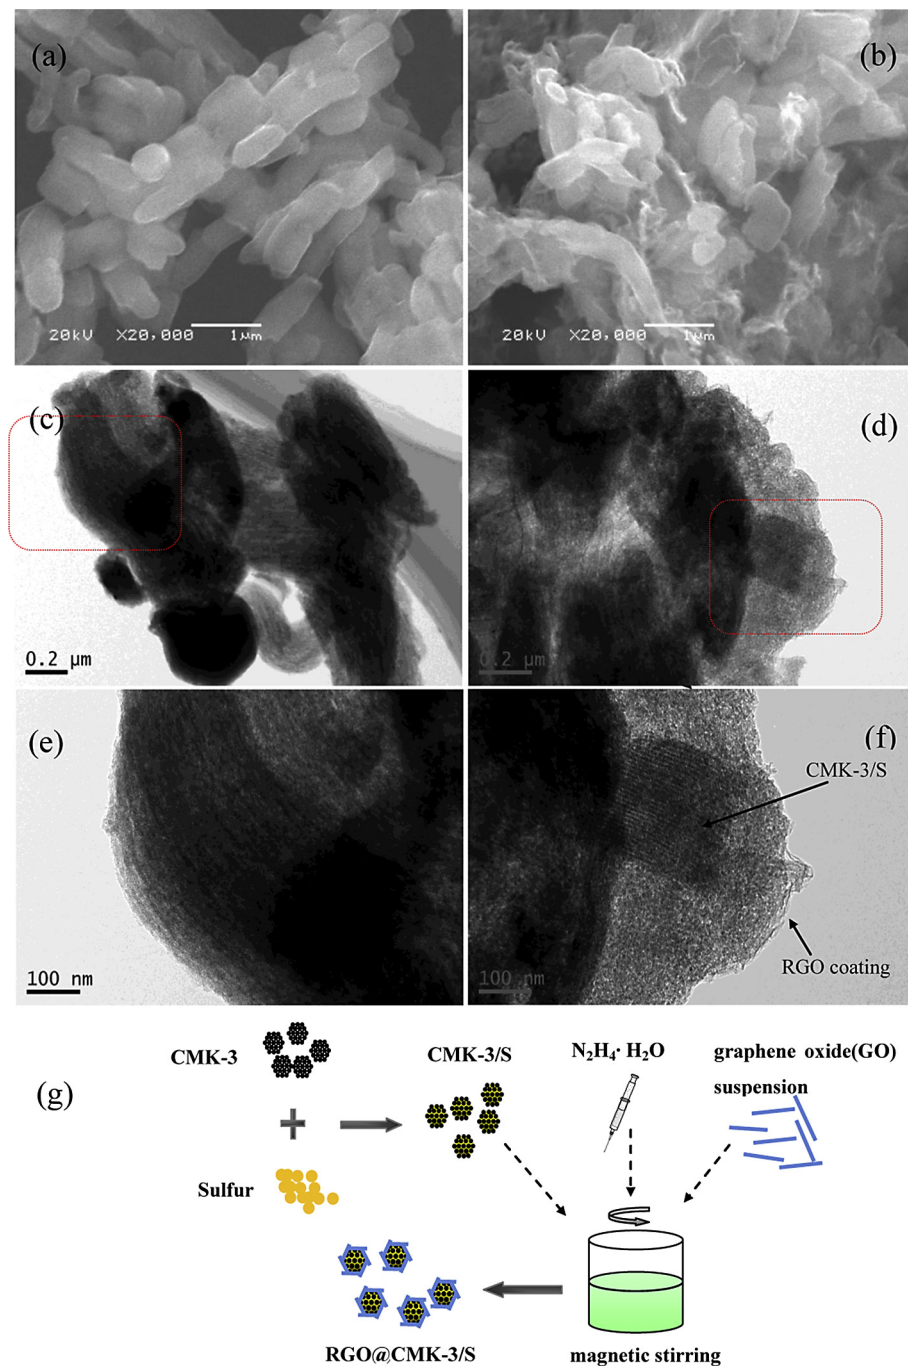 (a)
(b)
20kV X20,000 1µm
20kV X20,000 1µm
(c)
(d)
0.2 µm
0.2 µm
(e)
(f)
CMK-3/S
RGO coating
100 nm
100 nm
(g)
CMK-3
Sulfur
CMK-3/S
N₂H₄· H₂O
graphene oxide(GO)
suspension
RGO@CMK-3/S
magnetic stirring